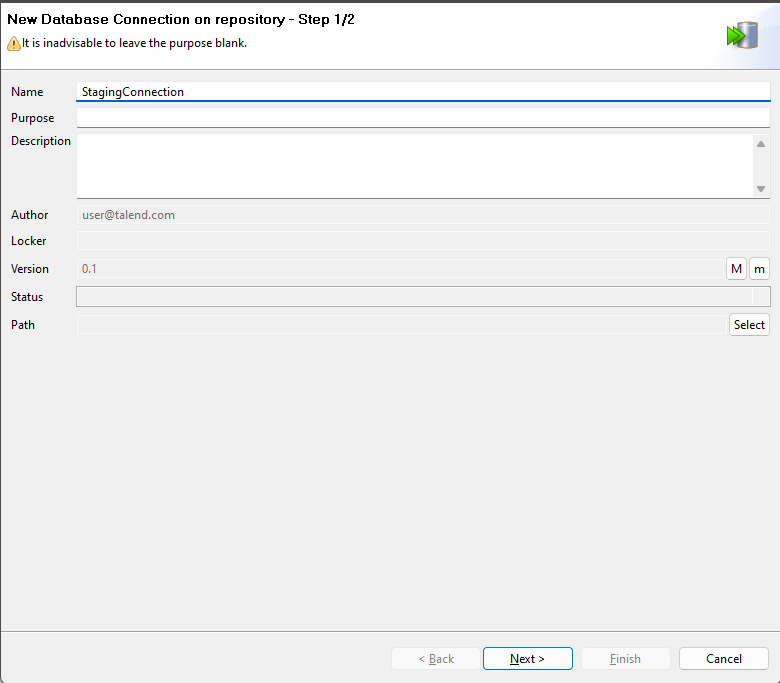 New Database Connection on repository - Step 1/2
It is inadvisable to leave the purpose blank.
Name StagingConnection
Purpose
Description
Author user@talend.com
Locker
Version 0.1 M m
Status
Path Select
< Back Next > Finish Cancel